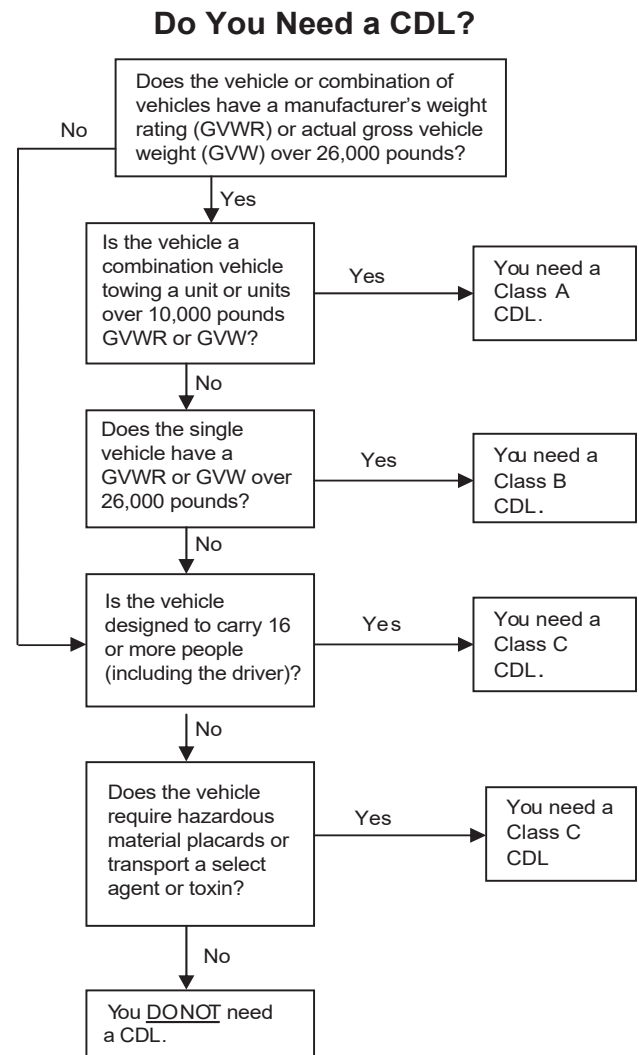 Do You Need a CDL?
Does the vehicle or combination of
vehicles have a manufacturer's weight
rating (GVWR) or actual gross vehicle
weight (GVW) over 26,000 pounds?
No
Yes
Is the vehicle a
combination vehicle
towing a unit or units
over 10,000 pounds
GVWR or GVW?
Yes
You need a
Class A
CDL.
No
Does the single
vehicle have a
GVWR or GVW over
26,000 pounds?
Yes
You need a
Class B
CDL.
No
Is the vehicle
designed to carry 16
or more people
(including the driver)?
Yes
You need a
Class C
CDL.
No
Does the vehicle
require hazardous
material placards or
transport a select
agent or toxin?
Yes
You need a
Class C
CDL
No
You DO NOT need
a CDL.